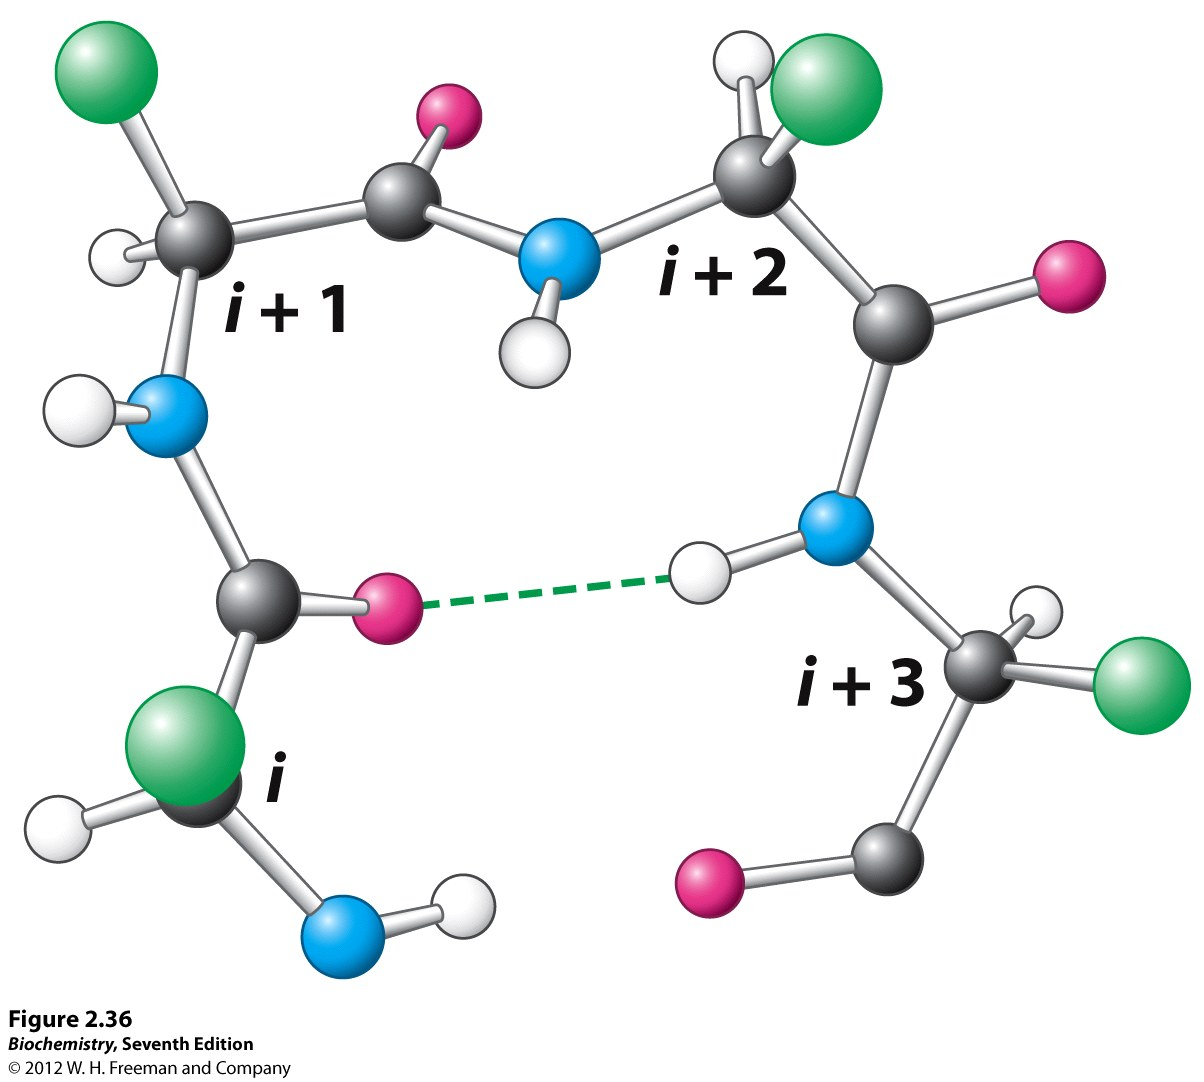 i + 1
i + 2
i + 3
i
Figure 2.36
Biochemistry, Seventh Edition
© 2012 W. H. Freeman and Company